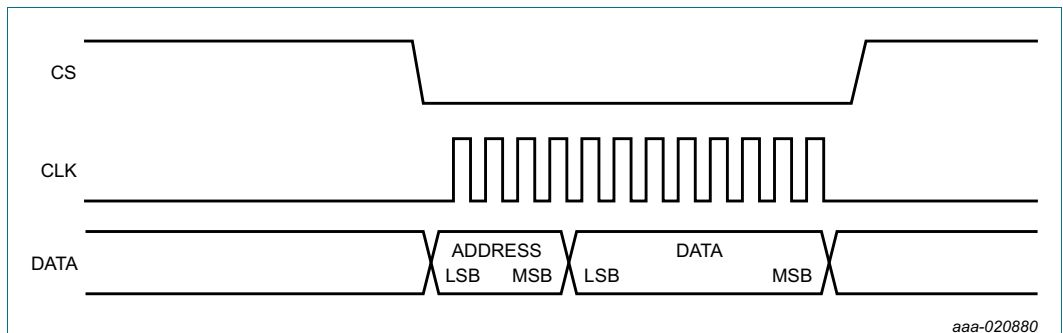 CS
CLK
DATA
ADDRESS
LSB MSB
DATA
LSB MSB
aaa-020880